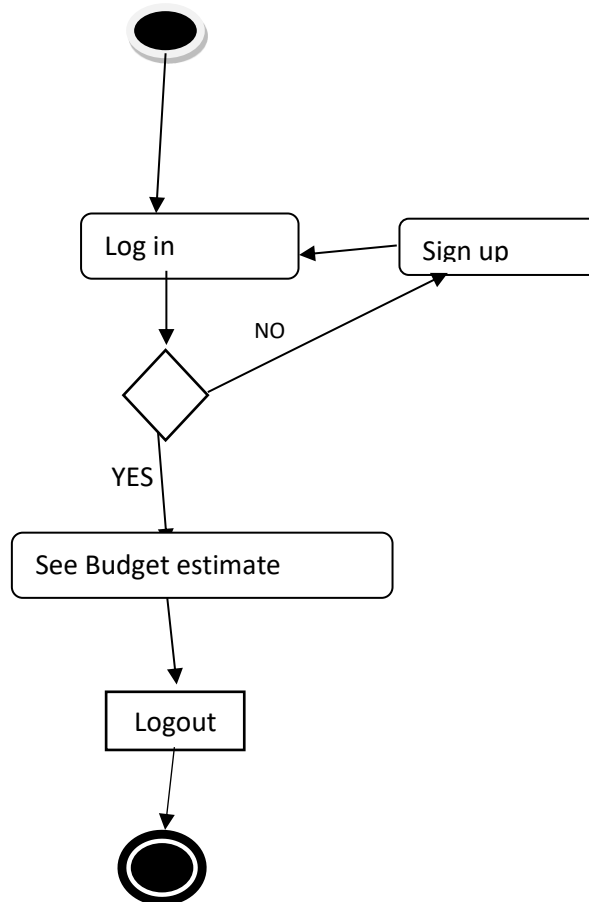 Log in
Sign up
NO
YES
See Budget estimate
Logout